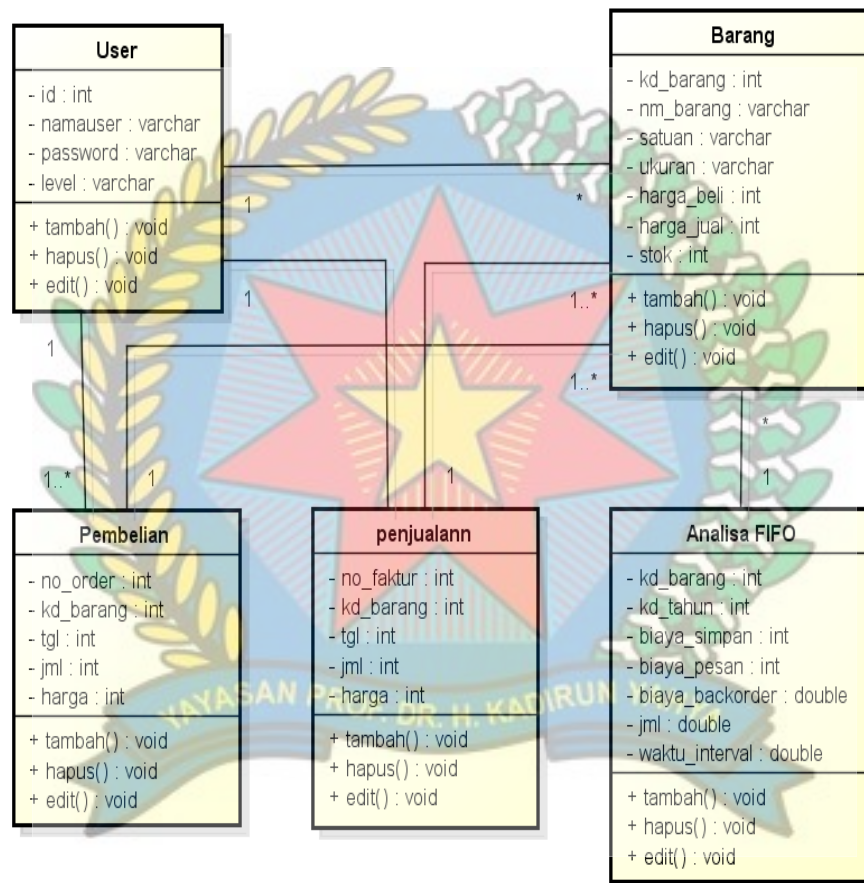 User
- id : int
- namauser : varchar
- password : varchar
- level : varchar
+ tambah() : void
+ hapus() : void
+ edit() : void
Barang
- kd_barang : int
- nm_barang : varchar
- satuan : varchar
- ukuran : varchar
- harga_beli : int
- harga_jual : int
- stok : int
+ tambah() : void
+ hapus() : void
+ edit() : void
1
*
1
1..*
1
1..*
*
1..*
1
1
1
Pembelian
- no_order : int
- kd_barang : int
- tgl : int
- jml : int
- harga : int
+ tambah() : void
+ hapus() : void
+ edit() : void
penjualann
- no_faktur : int
- kd_barang : int
- tgl : int
- jml : int
- harga : int
+ tambah() : void
+ hapus() : void
+ edit() : void
Analisa FIFO
- kd_barang : int
- kd_tahun : int
- biaya_simpan : int
- biaya_pesan : int
- biaya_backorder : double
- jml : double
- waktu_interval : double
+ tambah() : void
+ hapus() : void
+ edit() : void
YAYASAN PROF. DR. H. KADIRUN